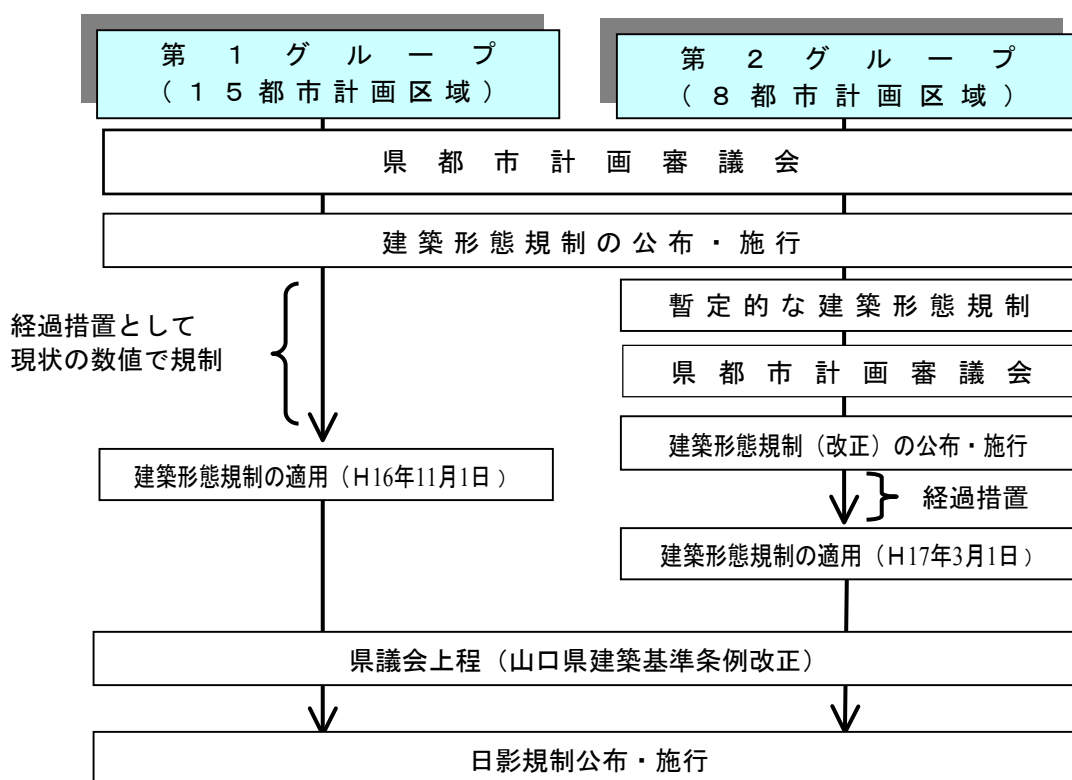 第１グループ
（１５都市計画区域）
第２グループ
（８都市計画区域）
県都市計画審議会
建築形態規制の公布・施行
経過措置として
現状の数値で規制
暫定的な建築形態規制
県都市計画審議会
建築形態規制（改正）の公布・施行
経過措置
建築形態規制の適用（Ｈ16年11月1日）
建築形態規制の適用（Ｈ17年3月1日）
県議会上程（山口県建築基準条例改正）
日影規制公布・施行